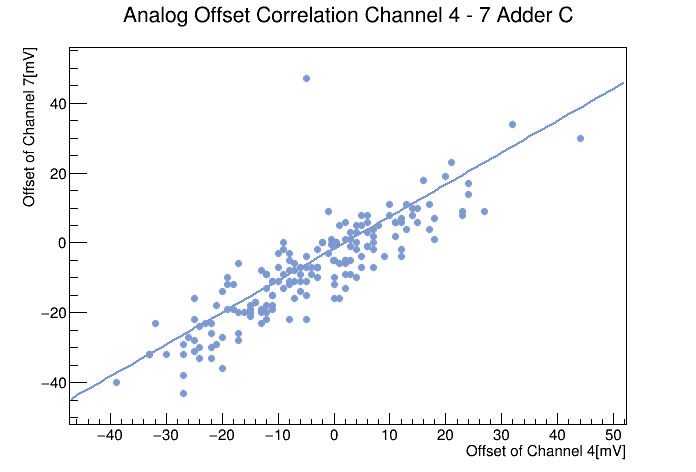 Analog Offset Correlation Channel 4 - 7 Adder C
Offset of Channel 7[mV]
40
20
0
−20
−40
−40 −30 −20 −10 0 10 20 30 40 50
Offset of Channel 4[mV]